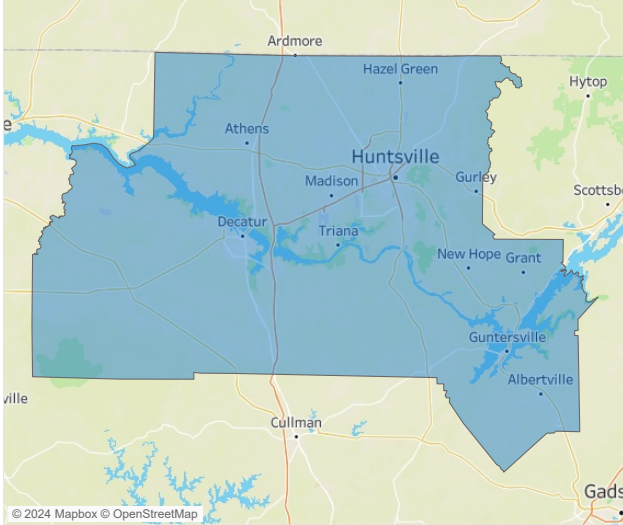 Ardmore
Hazel Green
Hytop
e
Athens
Huntsville
Madison
Gurley
Scottsb
Decatur
Triana
New Hope
Grant
Guntersville
Albertville
ville
Cullman
Gads
© 2024 Mapbox © OpenStreetMap